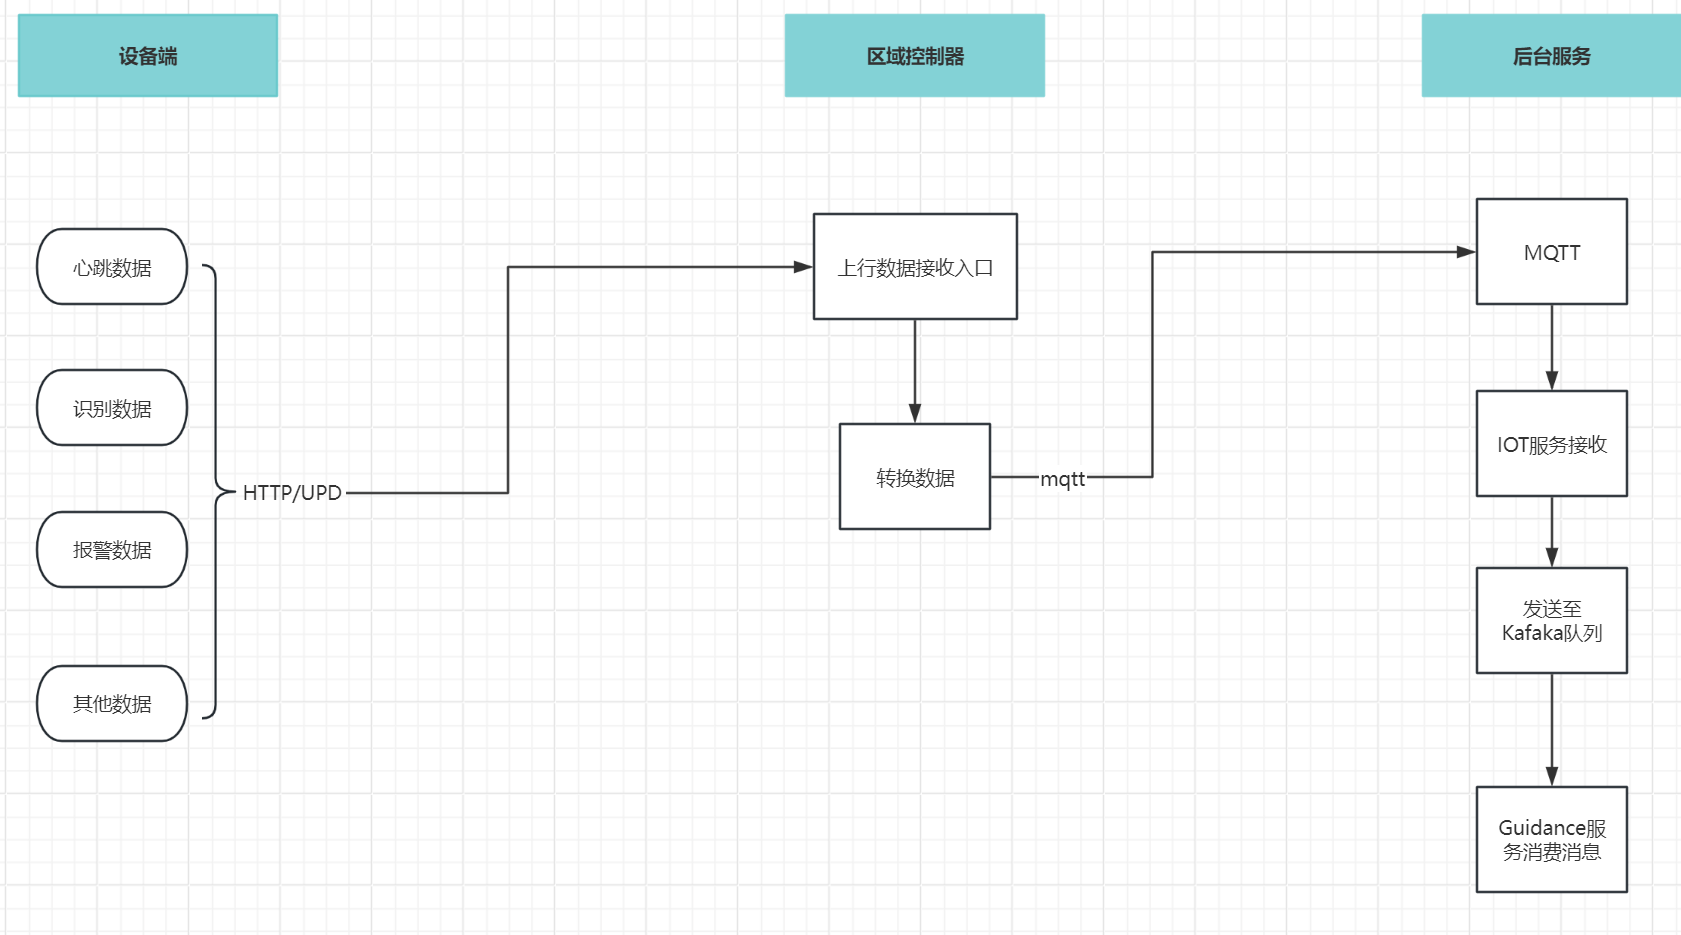 设备端
区域控制器
后台服务
心跳数据
识别数据
报警数据
其他数据
HTTP/UPD
上行数据接收入口
转换数据
mqtt
MQTT
IOT服务接收
发送至
Kafaka队列
Guidance服
务消费消息